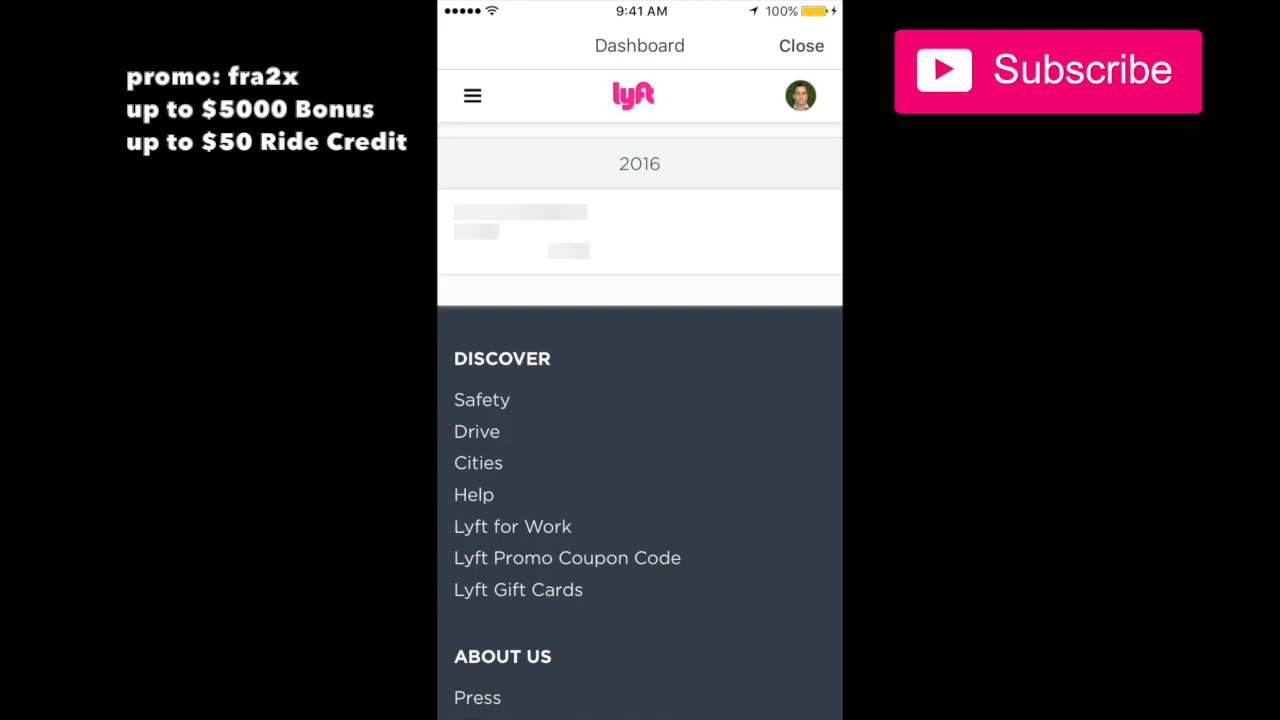 promo: fra2x
up to $5000 Bonus
up to $50 Ride Credit
9:41 AM
100%
Dashboard
Close
lyft
Subscribe
2016
DISCOVER
Safety
Drive
Cities
Help
Lyft for Work
Lyft Promo Coupon Code
Lyft Gift Cards
ABOUT US
Press